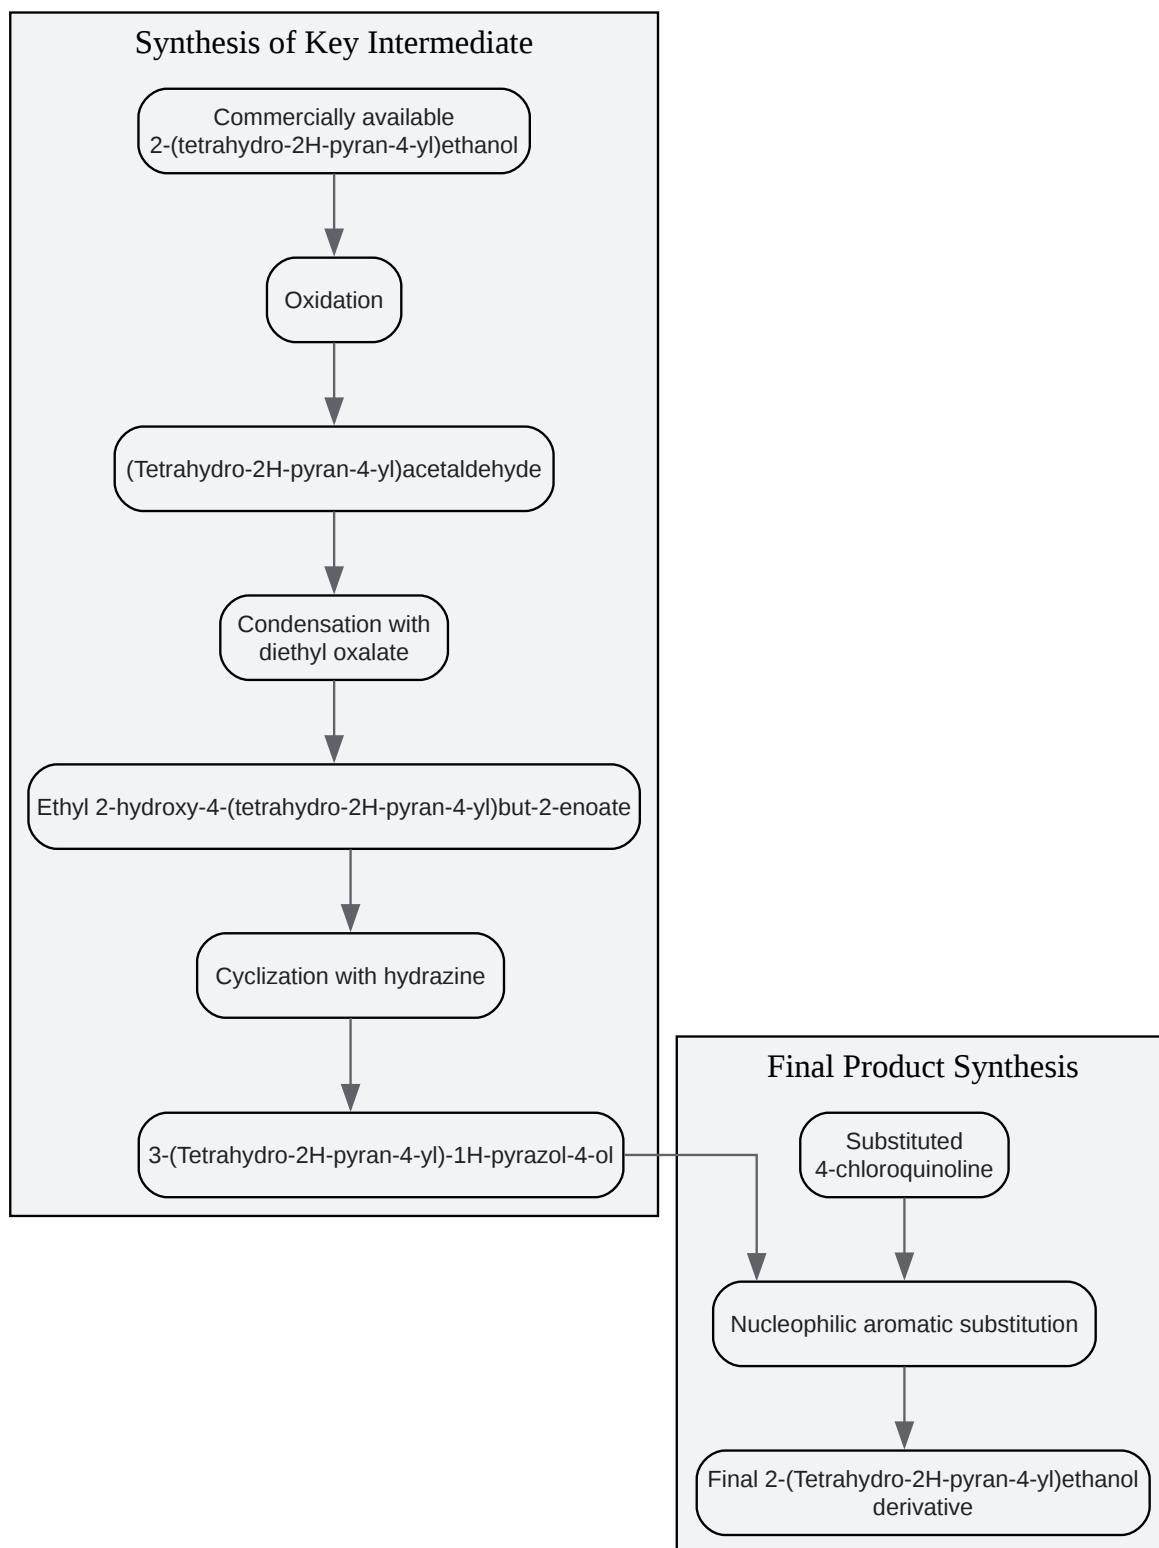 Synthesis of Key Intermediate
Commercially available
2-(tetrahydro-2H-pyran-4-yl)ethanol
Oxidation
(Tetrahydro-2H-pyran-4-yl)acetaldehyde
Condensation with
diethyl oxalate
Ethyl 2-hydroxy-4-(tetrahydro-2H-pyran-4-yl)but-2-enoate
Cyclization with hydrazine
3-(Tetrahydro-2H-pyran-4-yl)-1H-pyrazol-4-ol
Final Product Synthesis
Substituted
4-chloroquinoline
Nucleophilic aromatic substitution
Final 2-(Tetrahydro-2H-pyran-4-yl)ethanol
derivative